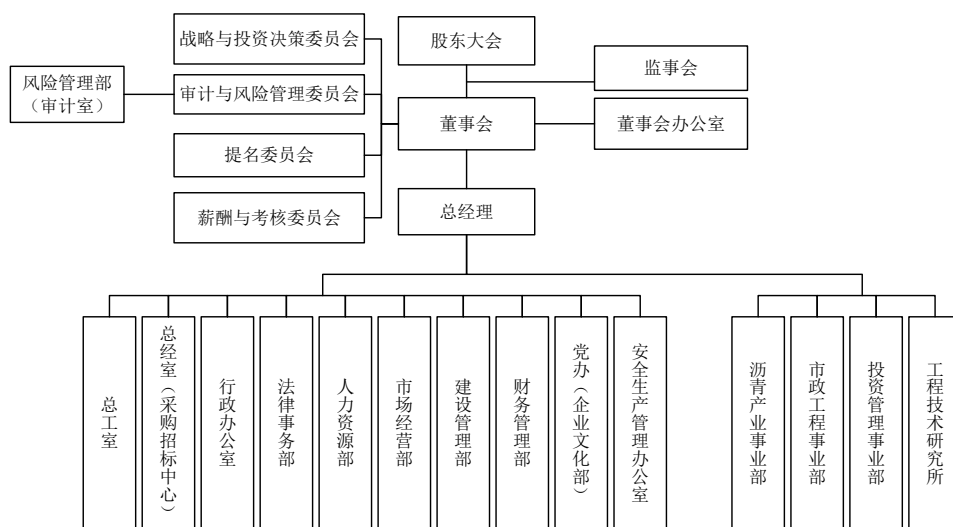 战略与投资决策委员会
股东大会
监事会
风险管理部
（审计室）
审计与风险管理委员会
董事会
董事会办公室
提名委员会
薪酬与考核委员会
总经理
总工室
总经室（采购招标中心）
行政办公室
法律事务部
人力资源部
市场经营部
建设管理部
财务管理部
党办（企业文化部）
安全生产管理办公室
沥青产业事业部
市政工程事业部
投资管理事业部
工程技术研究所